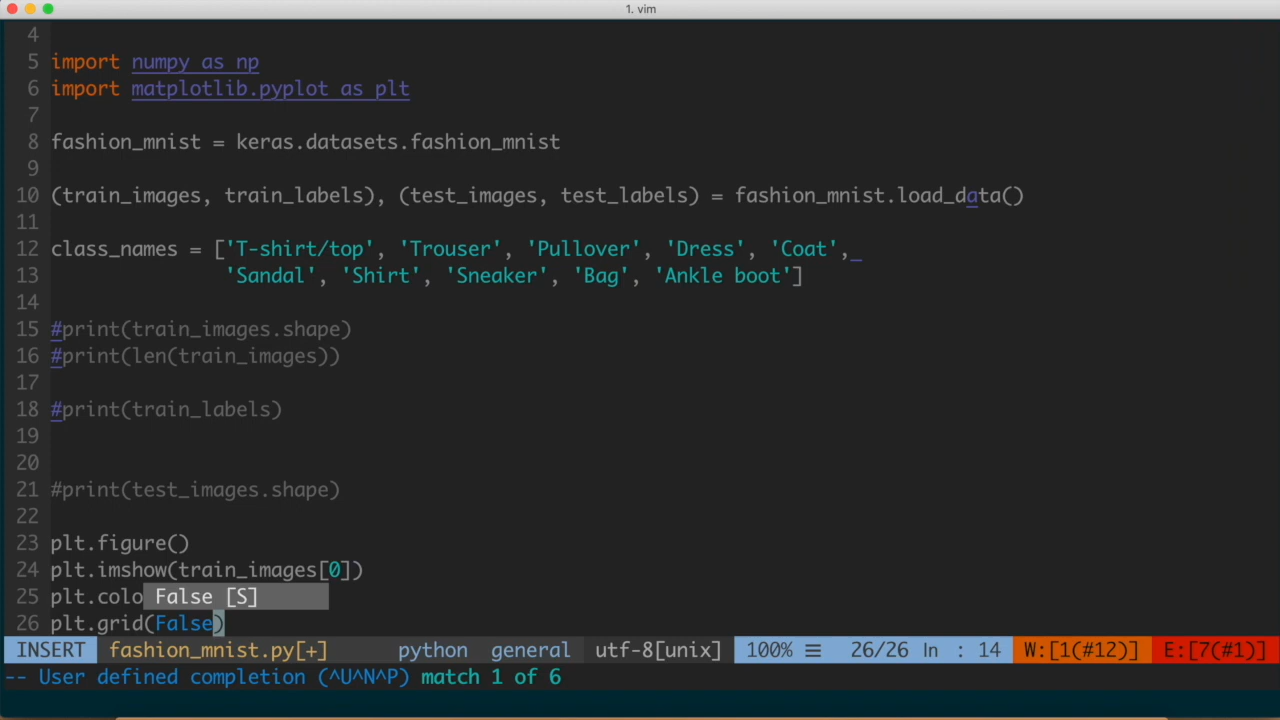 1. vim
4
5 import numpy as np
6 import matplotlib.pyplot as plt
7
8 fashion_mnist = keras.datasets.fashion_mnist
9
10 (train_images, train_labels), (test_images, test_labels) = fashion_mnist.load_data()
11
12 class_names = ['T-shirt/top', 'Trouser', 'Pullover', 'Dress', 'Coat',_
13 'Sandal', 'Shirt', 'Sneaker', 'Bag', 'Ankle boot']
14
15 #print(train_images.shape)
16 #print(len(train_images))
17
18 #print(train_labels)
19
20
21 #print(test_images.shape)
22
23 plt.figure()
24 plt.imshow(train_images[0])
25 plt.colo False [S]
26 plt.grid(False)
INSERT fashion_mnist.py[+] python general utf-8[unix] 100% ☰ 26/26 ln : 14 W:[1(#12)] E:[7(#1)]
-- User defined completion (^U^N^P) match 1 of 6